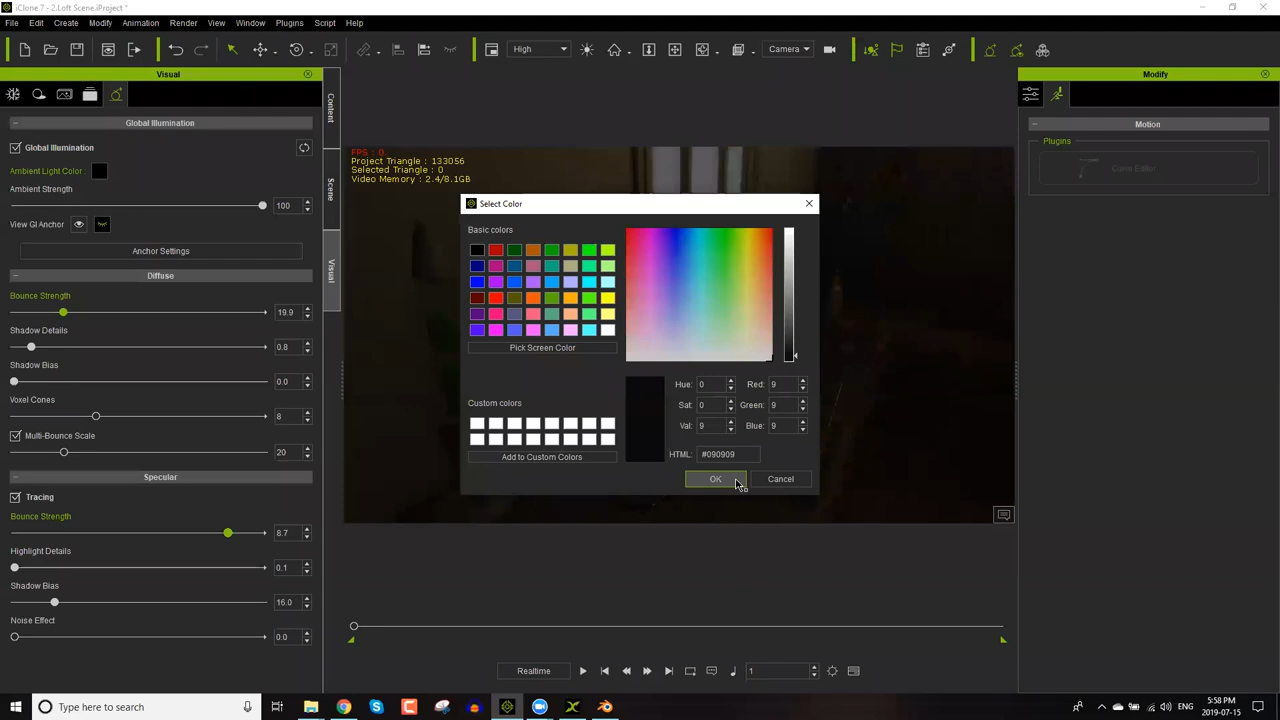 iClone 7 - 2.Loft Scene.iProject *
File Edit Create Modify Animation Render Plugins Script Help
High Camera
Visual Modify
Content
Scene
Visual
Global Illumination
Global Illumination
Ambient Light Color :
Ambient Strength
100
View GI Anchor
Anchor Settings
Diffuse
Bounce Strength
19.9
Shadow Details
0.8
Shadow Bias
0.0
Voxel Cones
8
Multi-Bounce Scale
20
Specular
Tracing
Bounce Strength
8.7
Highlight Details
0.1
Shadow Bias
16.0
Noise Effect
0.0
FPS : 0
Project Triangle : 133056
Selected Triangle : 0
Video Memory : 2.4/8.1GB
Select Color
Basic colors
Pick Screen Color
Custom colors
Add to Custom Colors
Hue: 0 Red: 9
Sat: 0 Green: 9
Val: 9 Blue: 9
HTML: #090909
OK Cancel
Motion
Plugins
Curve Editor
Realtime 1
Type here to search
5:58 PM
2019-07-15